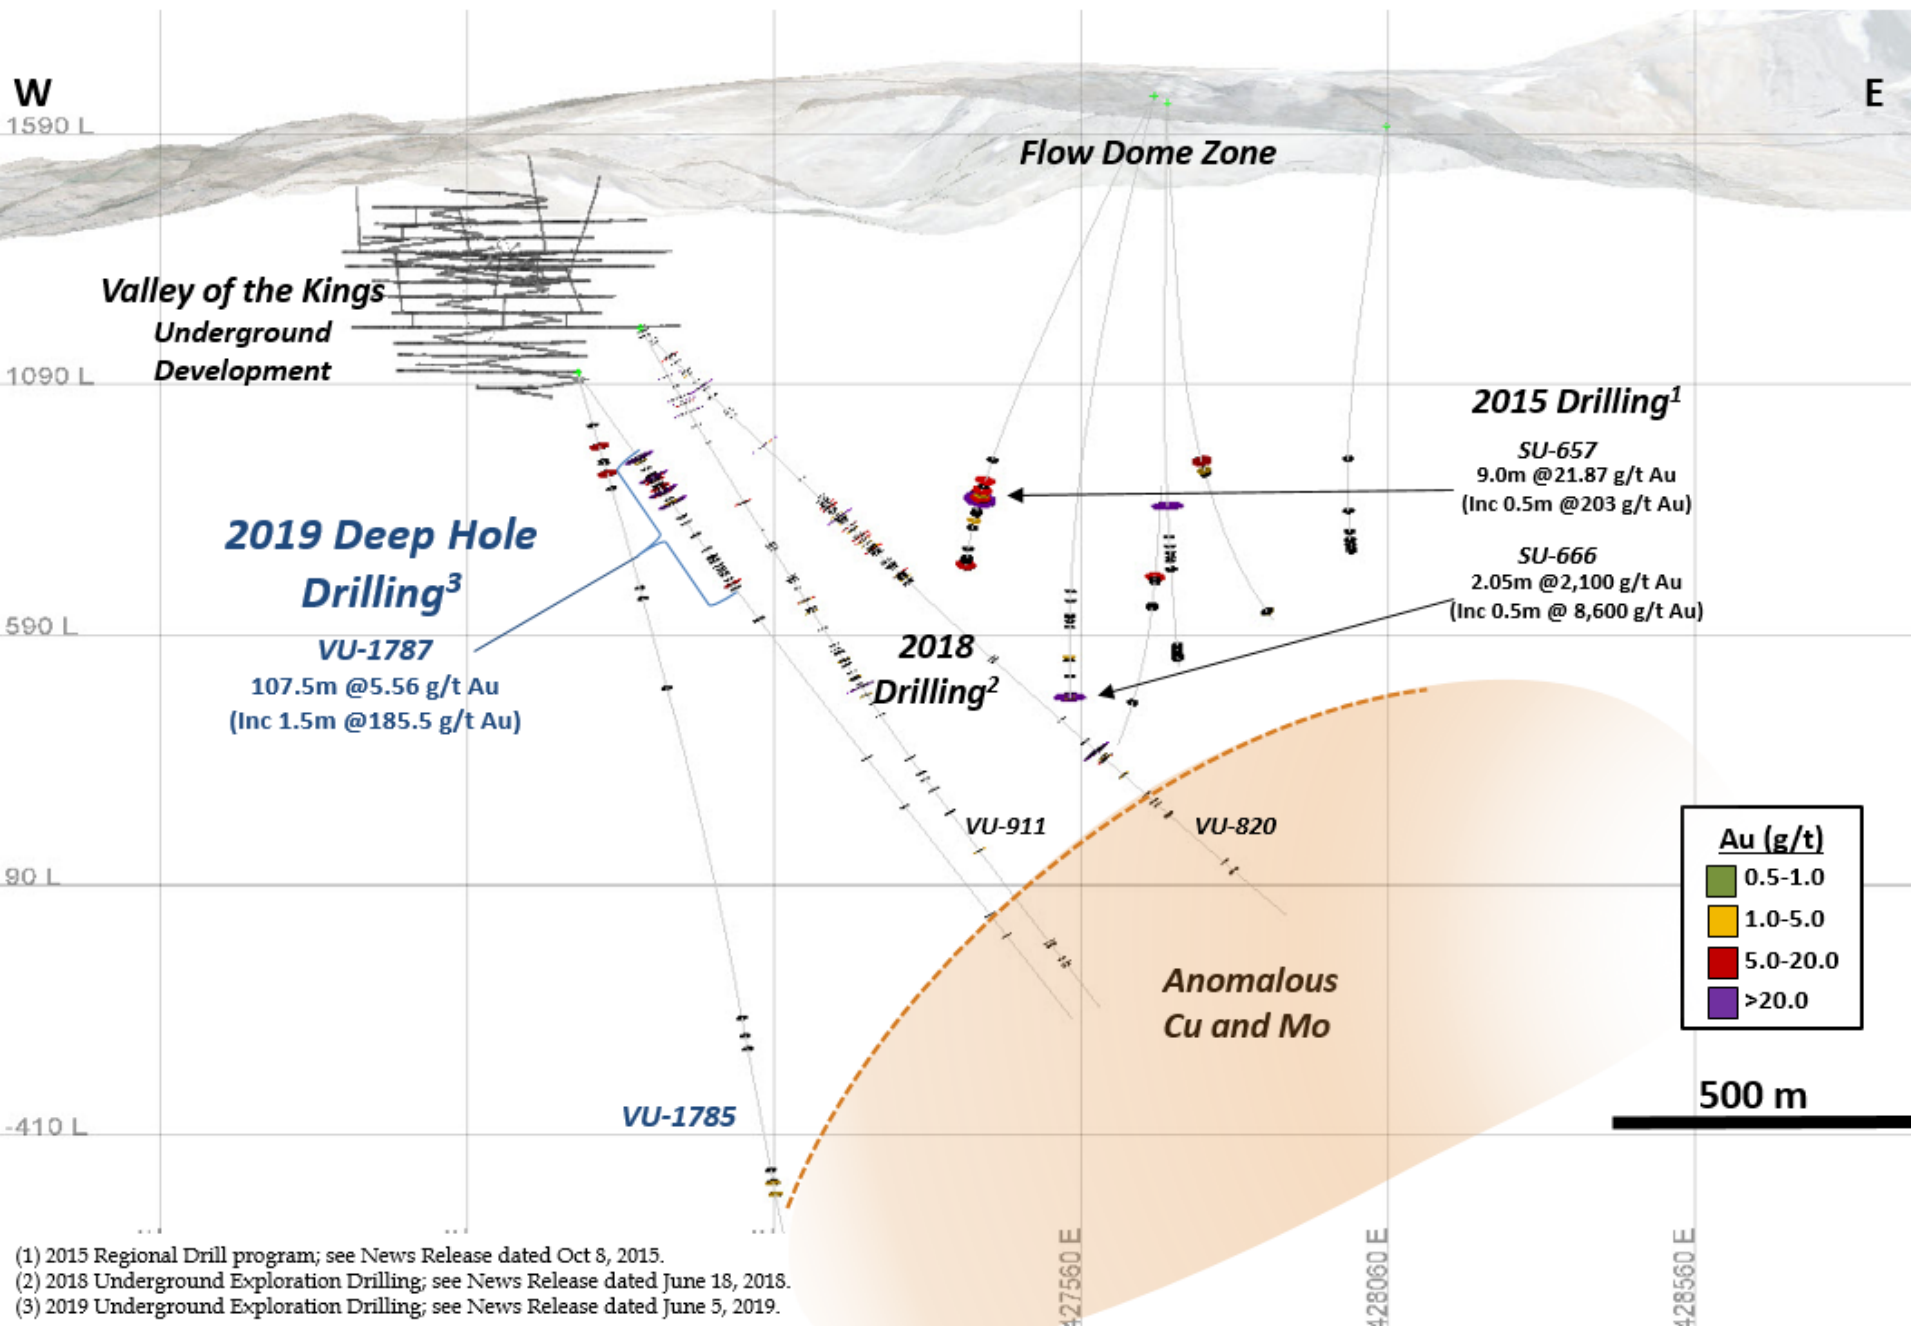 W
E
1590 L
Flow Dome Zone
Valley of the Kings
Underground
Development
1090 L
2015 Drilling1
SU-657
9.0m @21.87 g/t Au
(Inc 0.5m @203 g/t Au)
SU-666
2.05m @2,100 g/t Au
(Inc 0.5m @ 8,600 g/t Au)
2019 Deep Hole
Drilling3
VU-1787
107.5m @5.56 g/t Au
(Inc 1.5m @185.5 g/t Au)
590 L
2018
Drilling2
VU-911
VU-820
90 L
Au (g/t)
0.5-1.0
1.0-5.0
5.0-20.0
>20.0
Anomalous
Cu and Mo
500 m
VU-1785
-410 L
427560 E
428060 E
428560 E
(1) 2015 Regional Drill program; see News Release dated Oct 8, 2015.
(2) 2018 Underground Exploration Drilling; see News Release dated June 18, 2018.
(3) 2019 Underground Exploration Drilling; see News Release dated June 5, 2019.